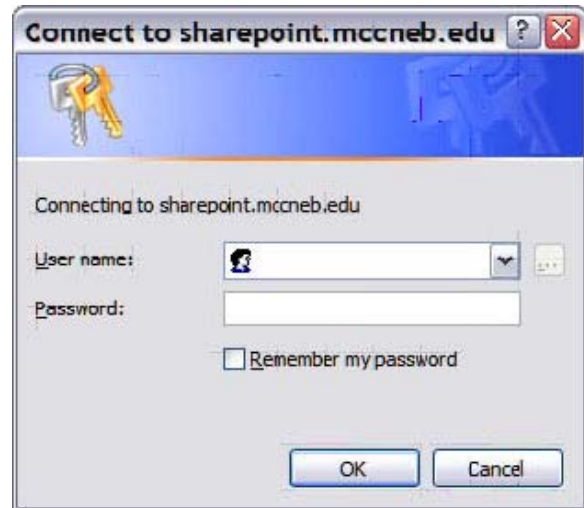 Connect to sharepoint.mccneb.edu ?
Connecting to sharepoint.mccneb.edu
User name:
...
Password:
Remember my password
OK Cancel